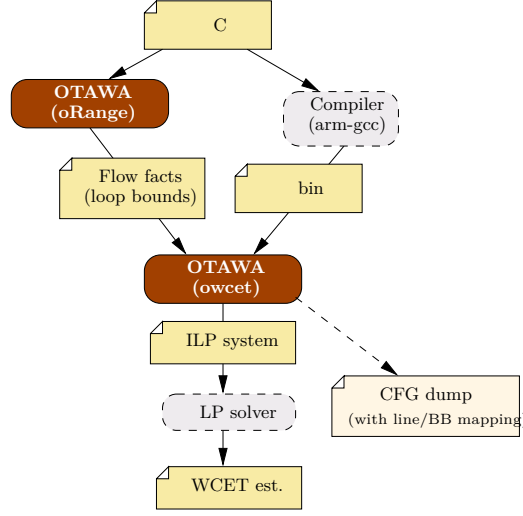 C
OTAWA
(oRange)
Compiler
(arm-gcc)
Flow facts
(loop bounds)
bin
OTAWA
(owcet)
ILP system
CFG dump
(with line/BB mapping
LP solver
WCET est.